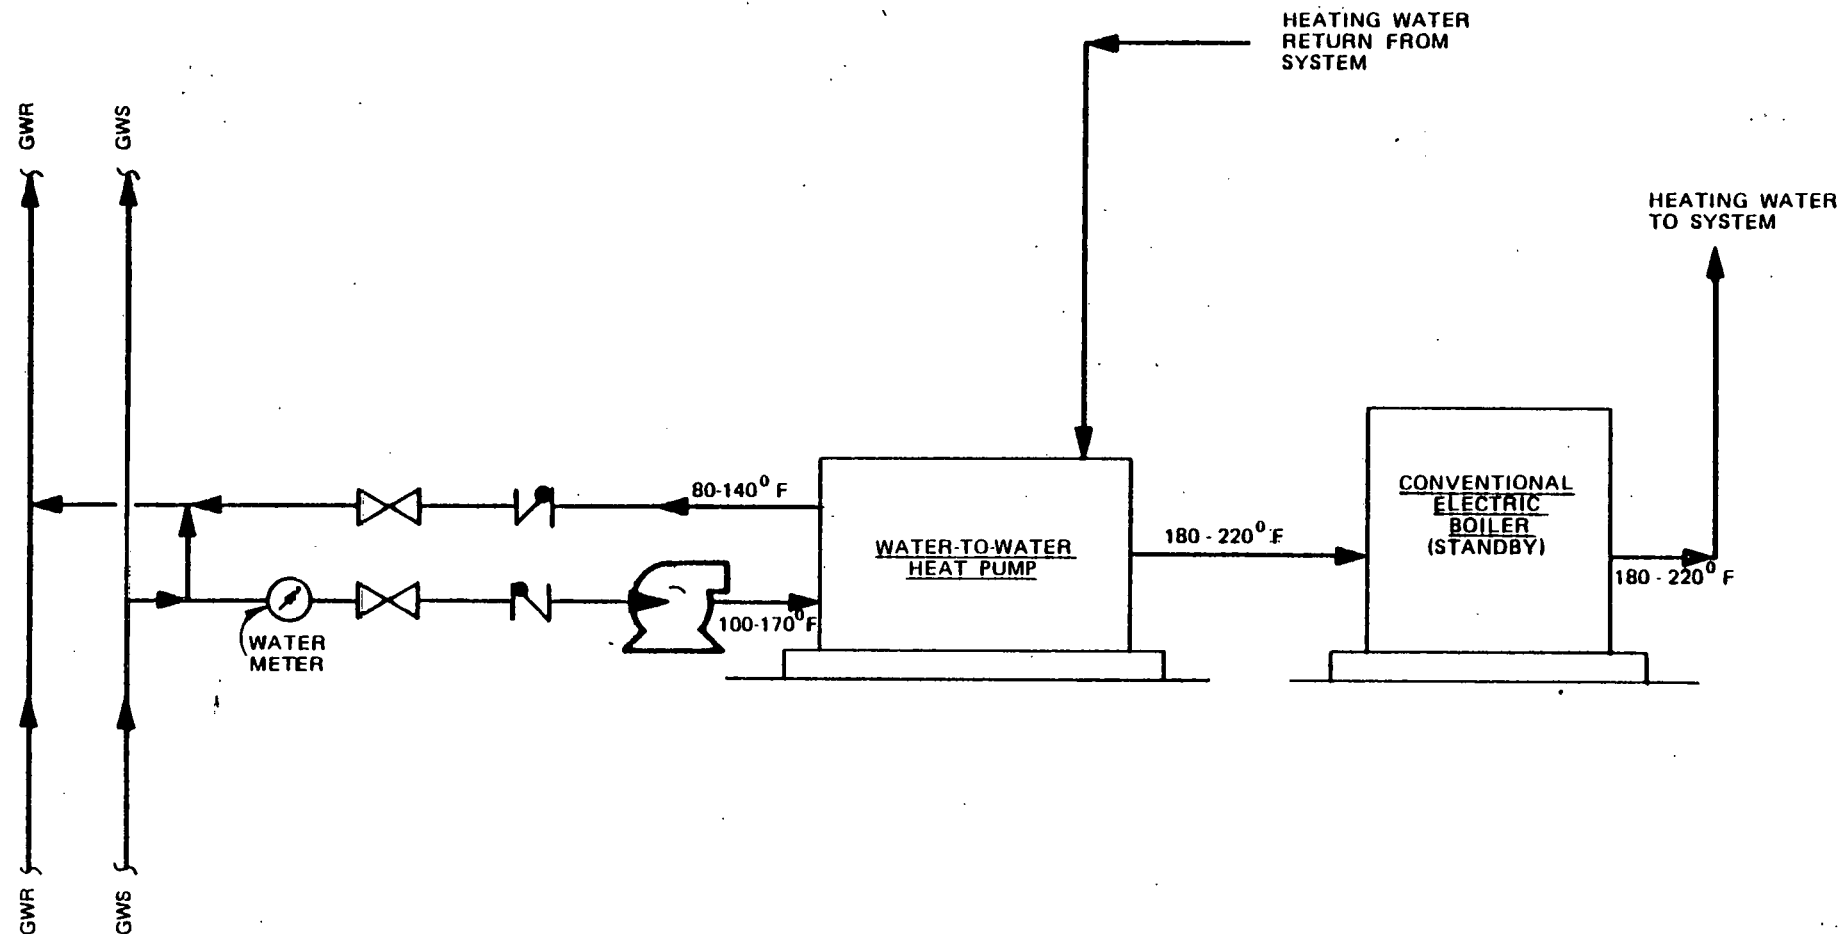 HEATING WATER
RETURN FROM
SYSTEM
GWR
GWS
HEATING WATER
TO SYSTEM
80-140⁰ F
CONVENTIONAL
ELECTRIC
BOILER
(STANDBY)
WATER-TO-WATER
HEAT PUMP
180 - 220⁰ F
180 - 220⁰ F
100-170⁰F
WATER
METER
GWR
GWS